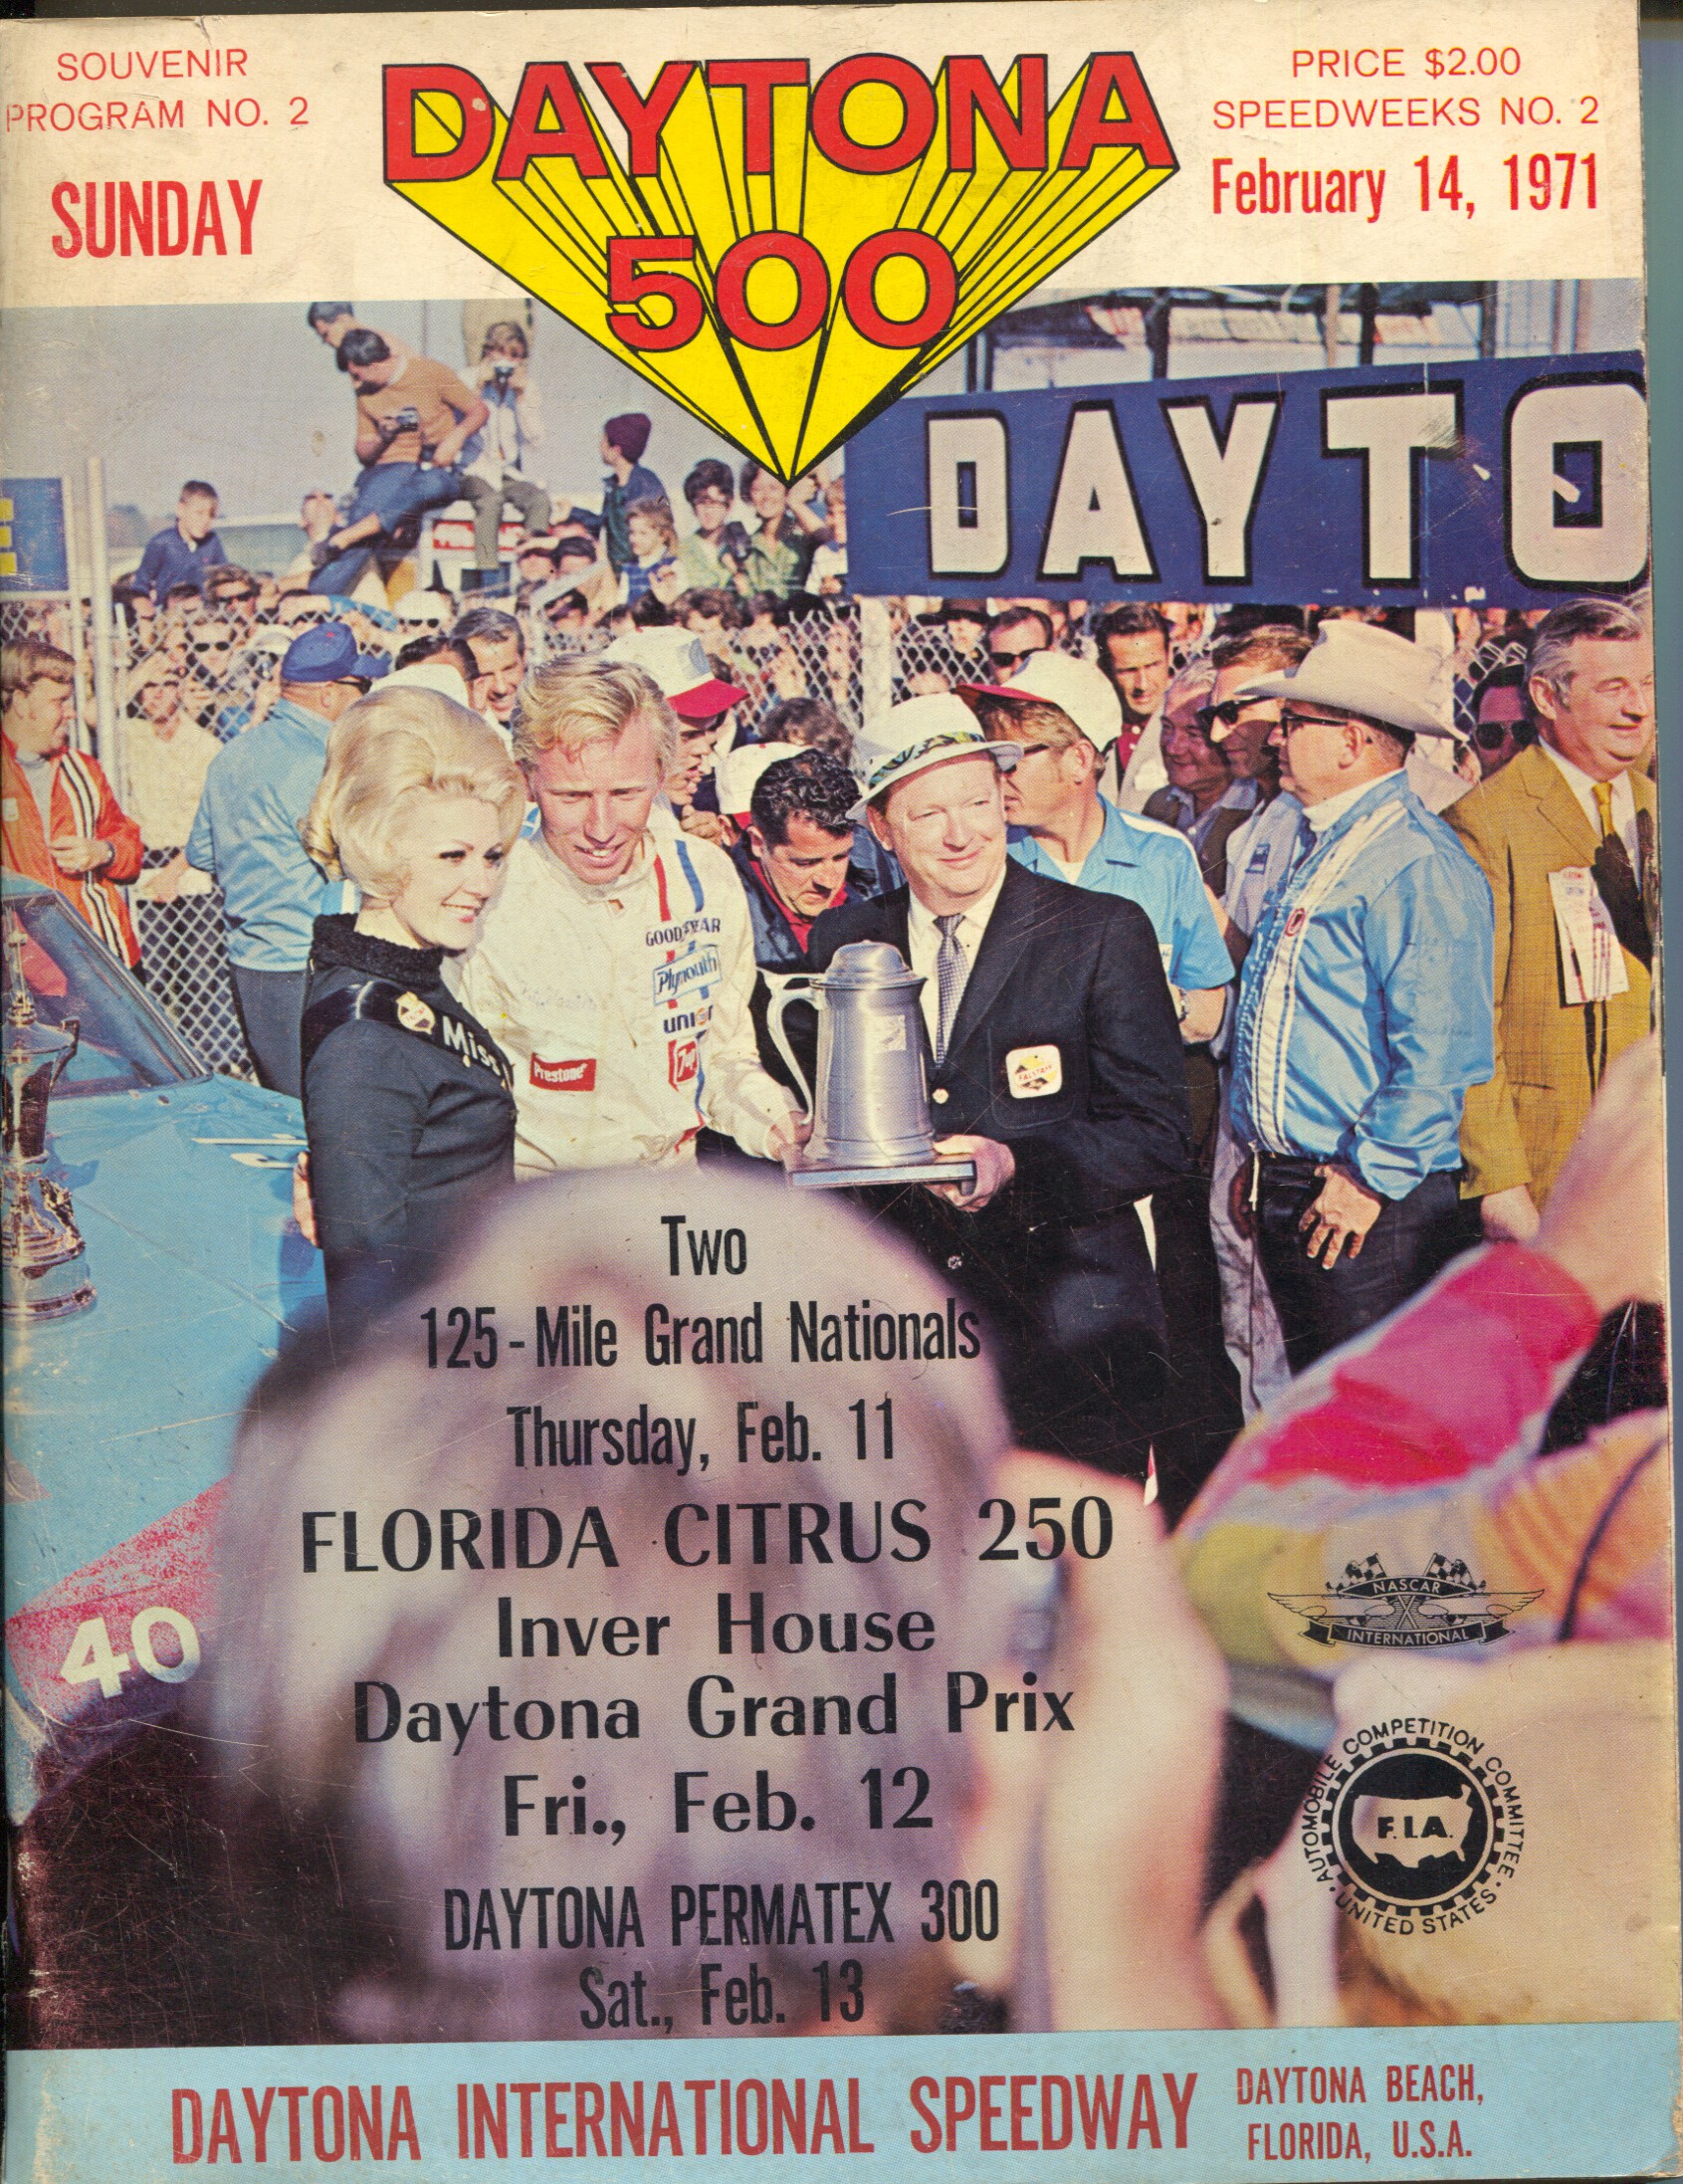 SOUVENIR
PROGRAM NO. 2
SUNDAY
DAYTONA
500
PRICE $2.00
SPEEDWEEKS NO. 2
February 14, 1971
E
DAYTO
GOODYEAR
Plymouth
Miss
Prestone
FALSTAFF
Two
125 - Mile Grand Nationals
Thursday, Feb. 11
FLORIDA CITRUS 250
Inver House
Daytona Grand Prix
Fri., Feb. 12
DAYTONA PERMATEX 300
Sat., Feb. 13
40
NASCAR
INTERNATIONAL
AUTOMOBILE COMPETITION COMMITTEE
F.I.A.
• UNITED STATES •
DAYTONA INTERNATIONAL SPEEDWAY
DAYTONA BEACH,
FLORIDA, U.S.A.